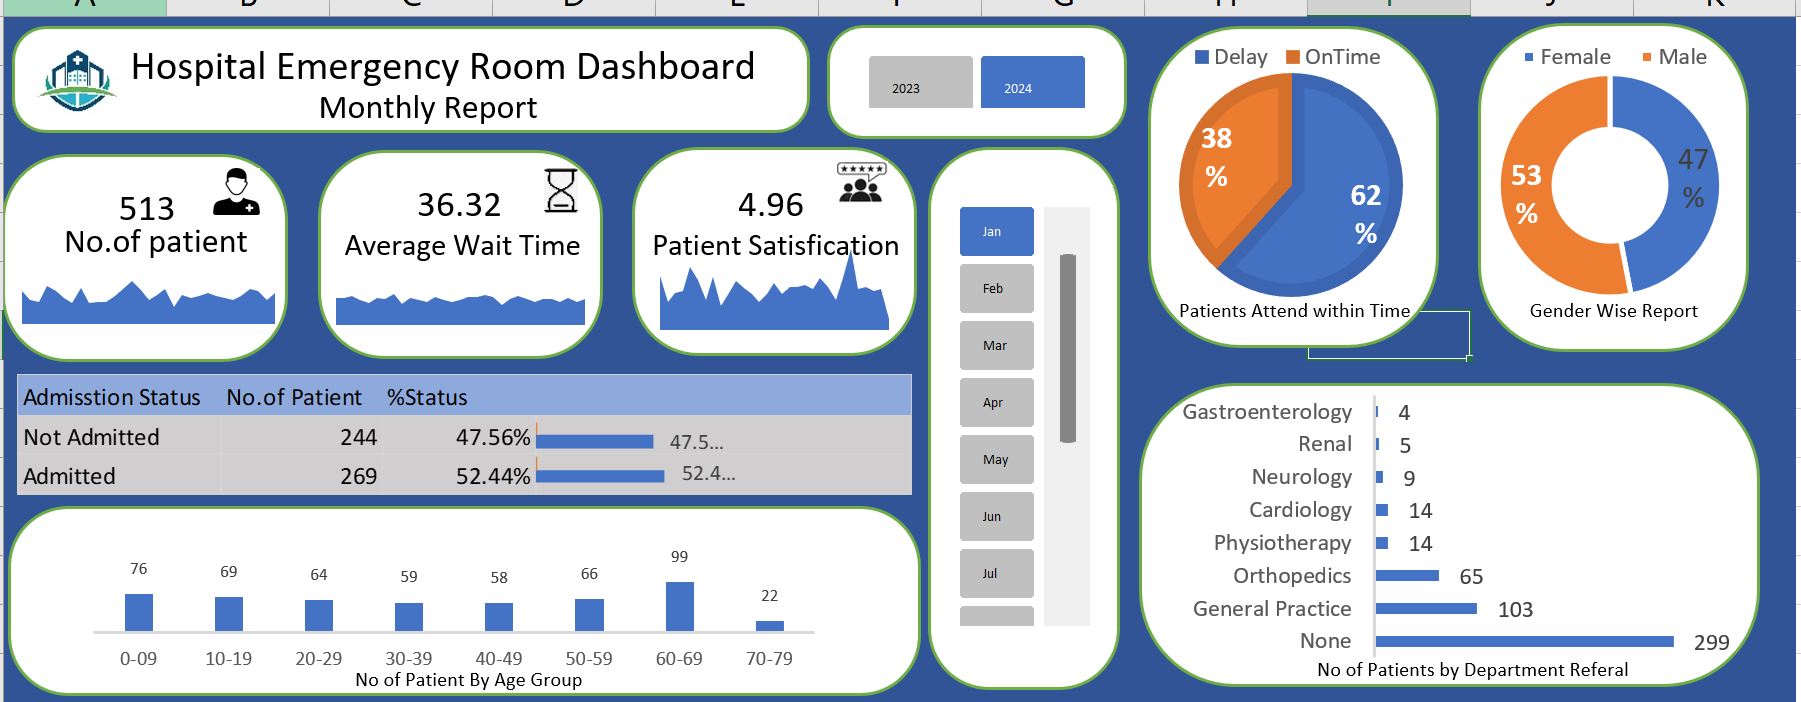 Hospital Emergency Room Dashboard
Monthly Report
2023
2024
513
No.of patient
36.32
Average Wait Time
4.96
Patient Satisfication
Admisstion Status No.of Patient %Status
Not Admitted 244 47.56% 47.5...
Admitted 269 52.44% 52.4...
76 69 64 59 58 66 99 22
0-09 10-19 20-29 30-39 40-49 50-59 60-69 70-79
No of Patient By Age Group
Jan
Feb
Mar
Apr
May
Jun
Jul
Delay OnTime
38
%
62
%
Patients Attend within Time
Female Male
53
%
47
%
Gender Wise Report
Gastroenterology 4
Renal 5
Neurology 9
Cardiology 14
Physiotherapy 14
Orthopedics 65
General Practice 103
None 299
No of Patients by Department Referal